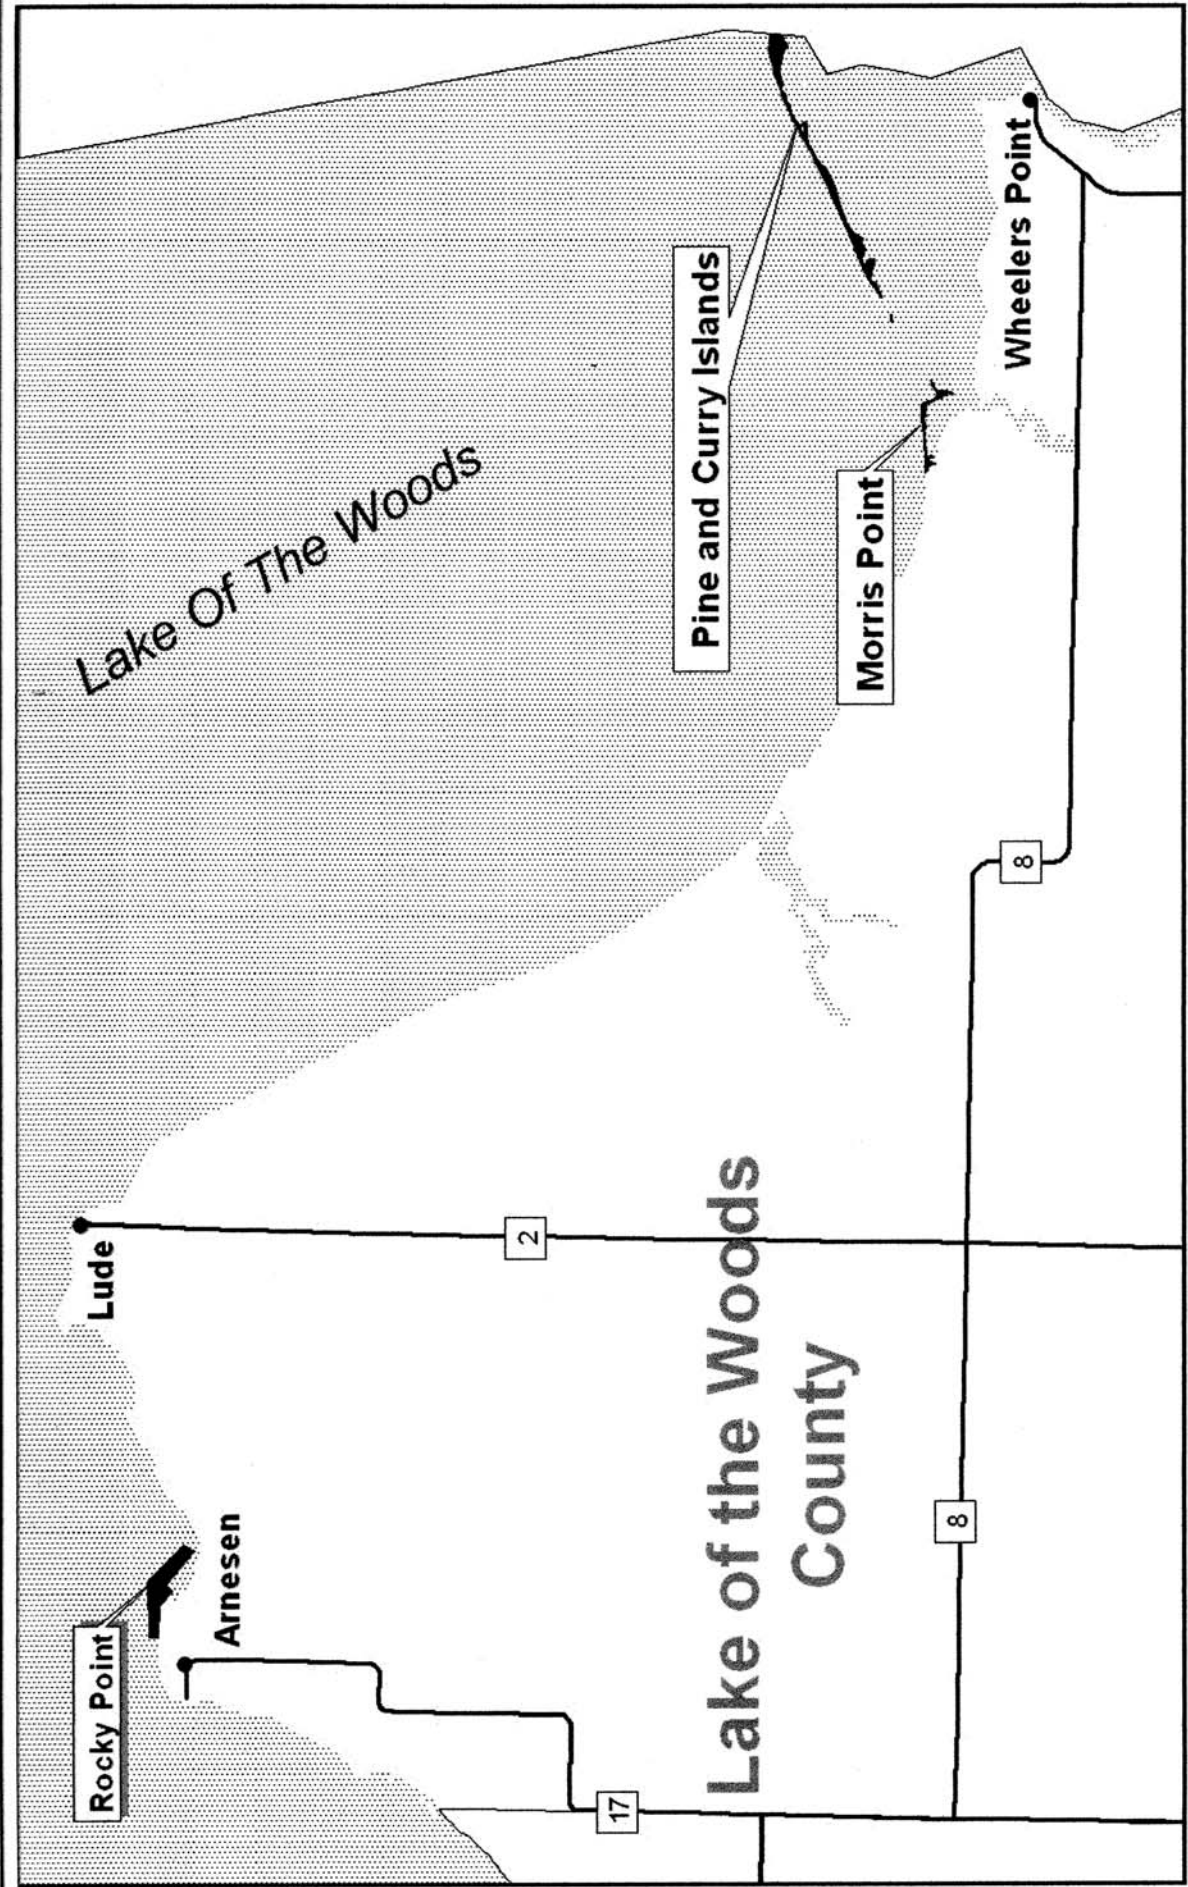 Rocky Point
Arnesen
Lude
Lake Of The Woods
17
2
Lake of the Woods
County
8
8
Pine and Curry Islands
Morris Point
Wheelers Point